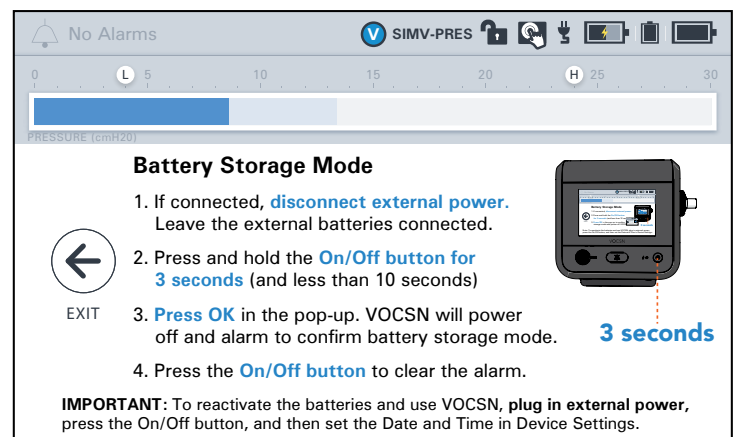 No Alarms
V SIMV-PRES
0 L 5 10 15 20 H 25 30
PRESSURE (cmH20)
Battery Storage Mode
1. If connected, disconnect external power.
Leave the external batteries connected.
2. Press and hold the On/Off button for
3 seconds (and less than 10 seconds)
EXIT
3. Press OK in the pop-up. VOCSN will power
off and alarm to confirm battery storage mode.
4. Press the On/Off button to clear the alarm.
Battery Storage Mode
VOCSN
3 seconds
IMPORTANT: To reactivate the batteries and use VOCSN, plug in external power,
press the On/Off button, and then set the Date and Time in Device Settings.